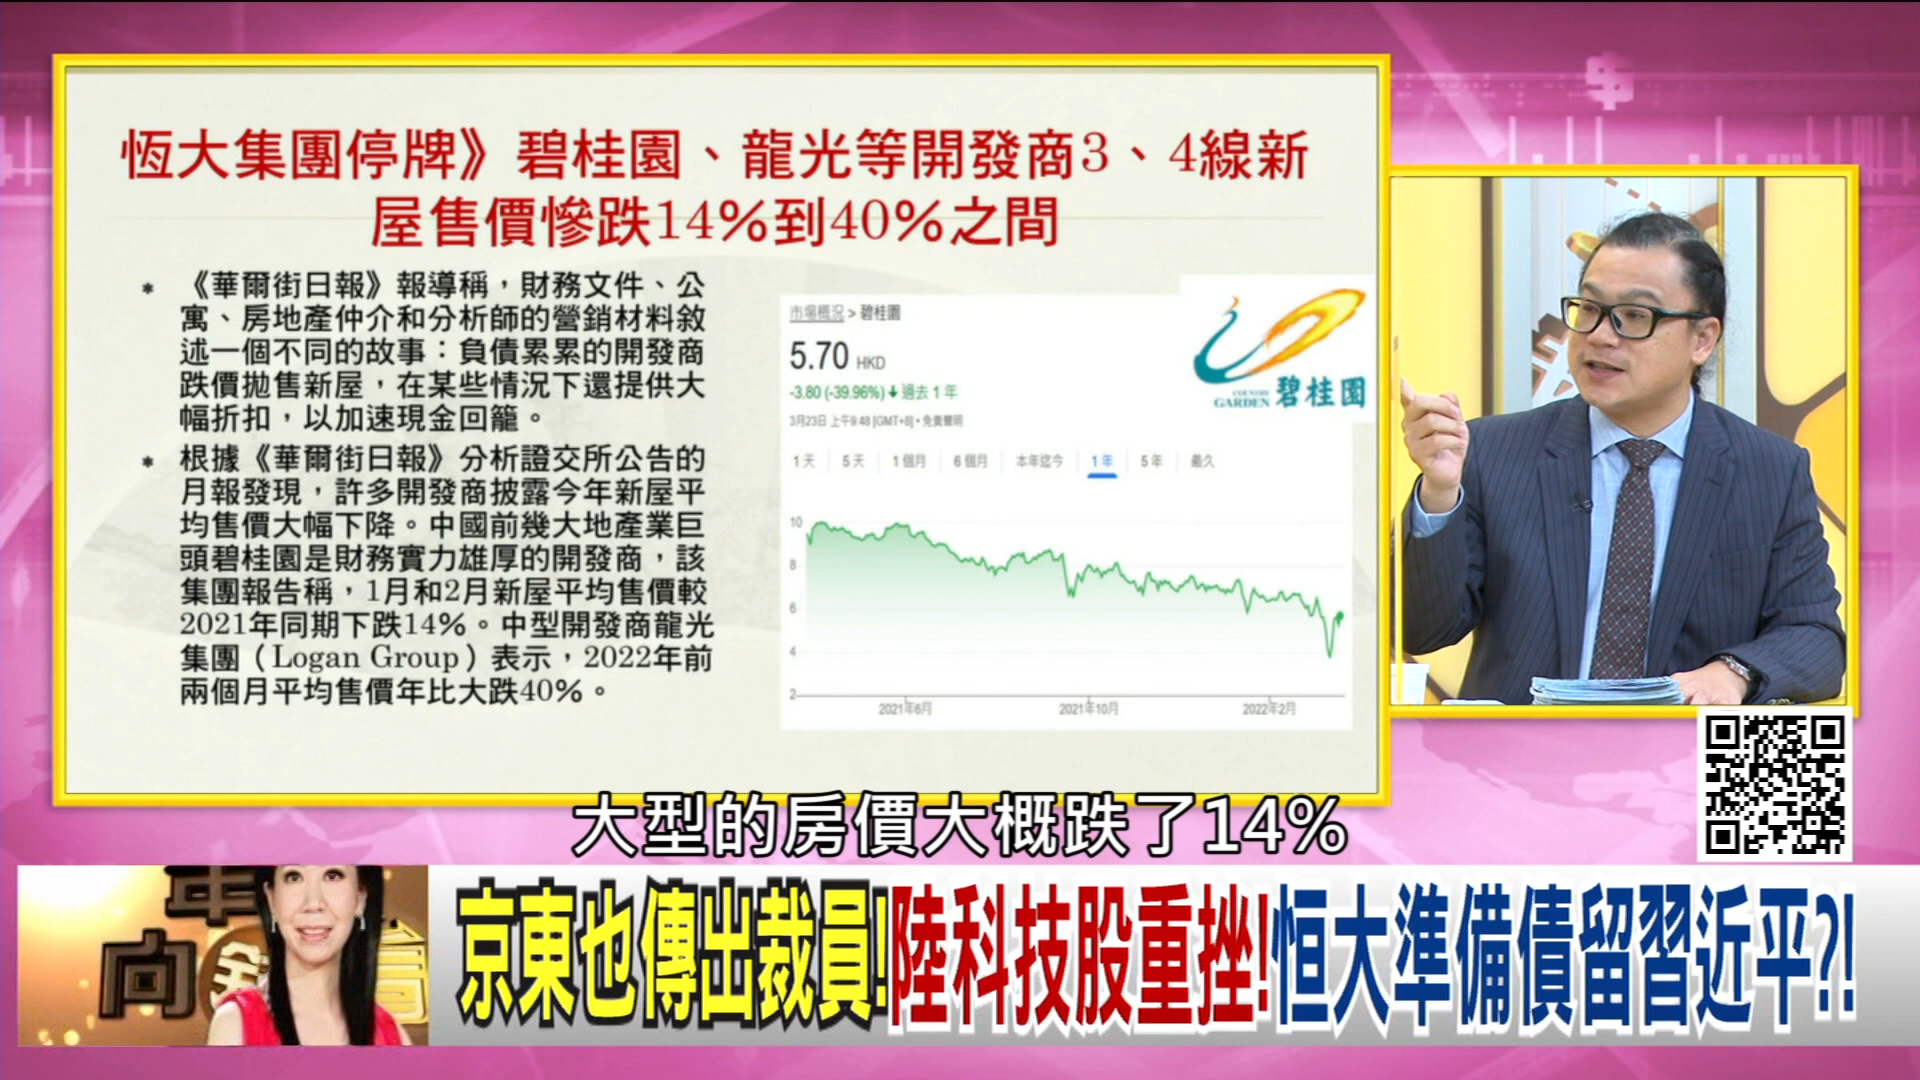 恆大集團停牌》碧桂園、龍光等開發商3、4線新
屋售價慘跌14%到40%之間
* 《華爾街日報》報導稱，財務文件、公
寓、房地產仲介和分析師的營銷材料敘
述一個不同的故事：負債累累的開發商
跌價拋售新屋，在某些情況下還提供大
幅折扣，以加速現金回籠。
* 根據《華爾街日報》分析證交所公告的
月報發現，許多開發商披露今年新屋平
均售價大幅下降。中國前幾大地產業巨
頭碧桂園是財務實力雄厚的開發商，該
集團報告稱，1月和2月新屋平均售價較
2021年同期下跌14%。中型開發商龍光
集團（Logan Group）表示，2022年前
兩個月平均售價年比大跌40%。
市場概況 > 碧桂園
5.70 HKD
-3.80 (-39.96%) ↓ 過去 1 年
3月23日 上午9:48 [GMT+8] • 免責聲明
COUNTRY
GARDEN 碧桂園
1 天 5 天 1 個月 6 個月 本年迄今 1 年 5 年 最久
10
8
6
4
2
2021年6月 2021年10月 2022年2月
大型的房價大概跌了14%
年
向
京東也傳出裁員!陸科技股重挫!恒大準備債留習近平?!